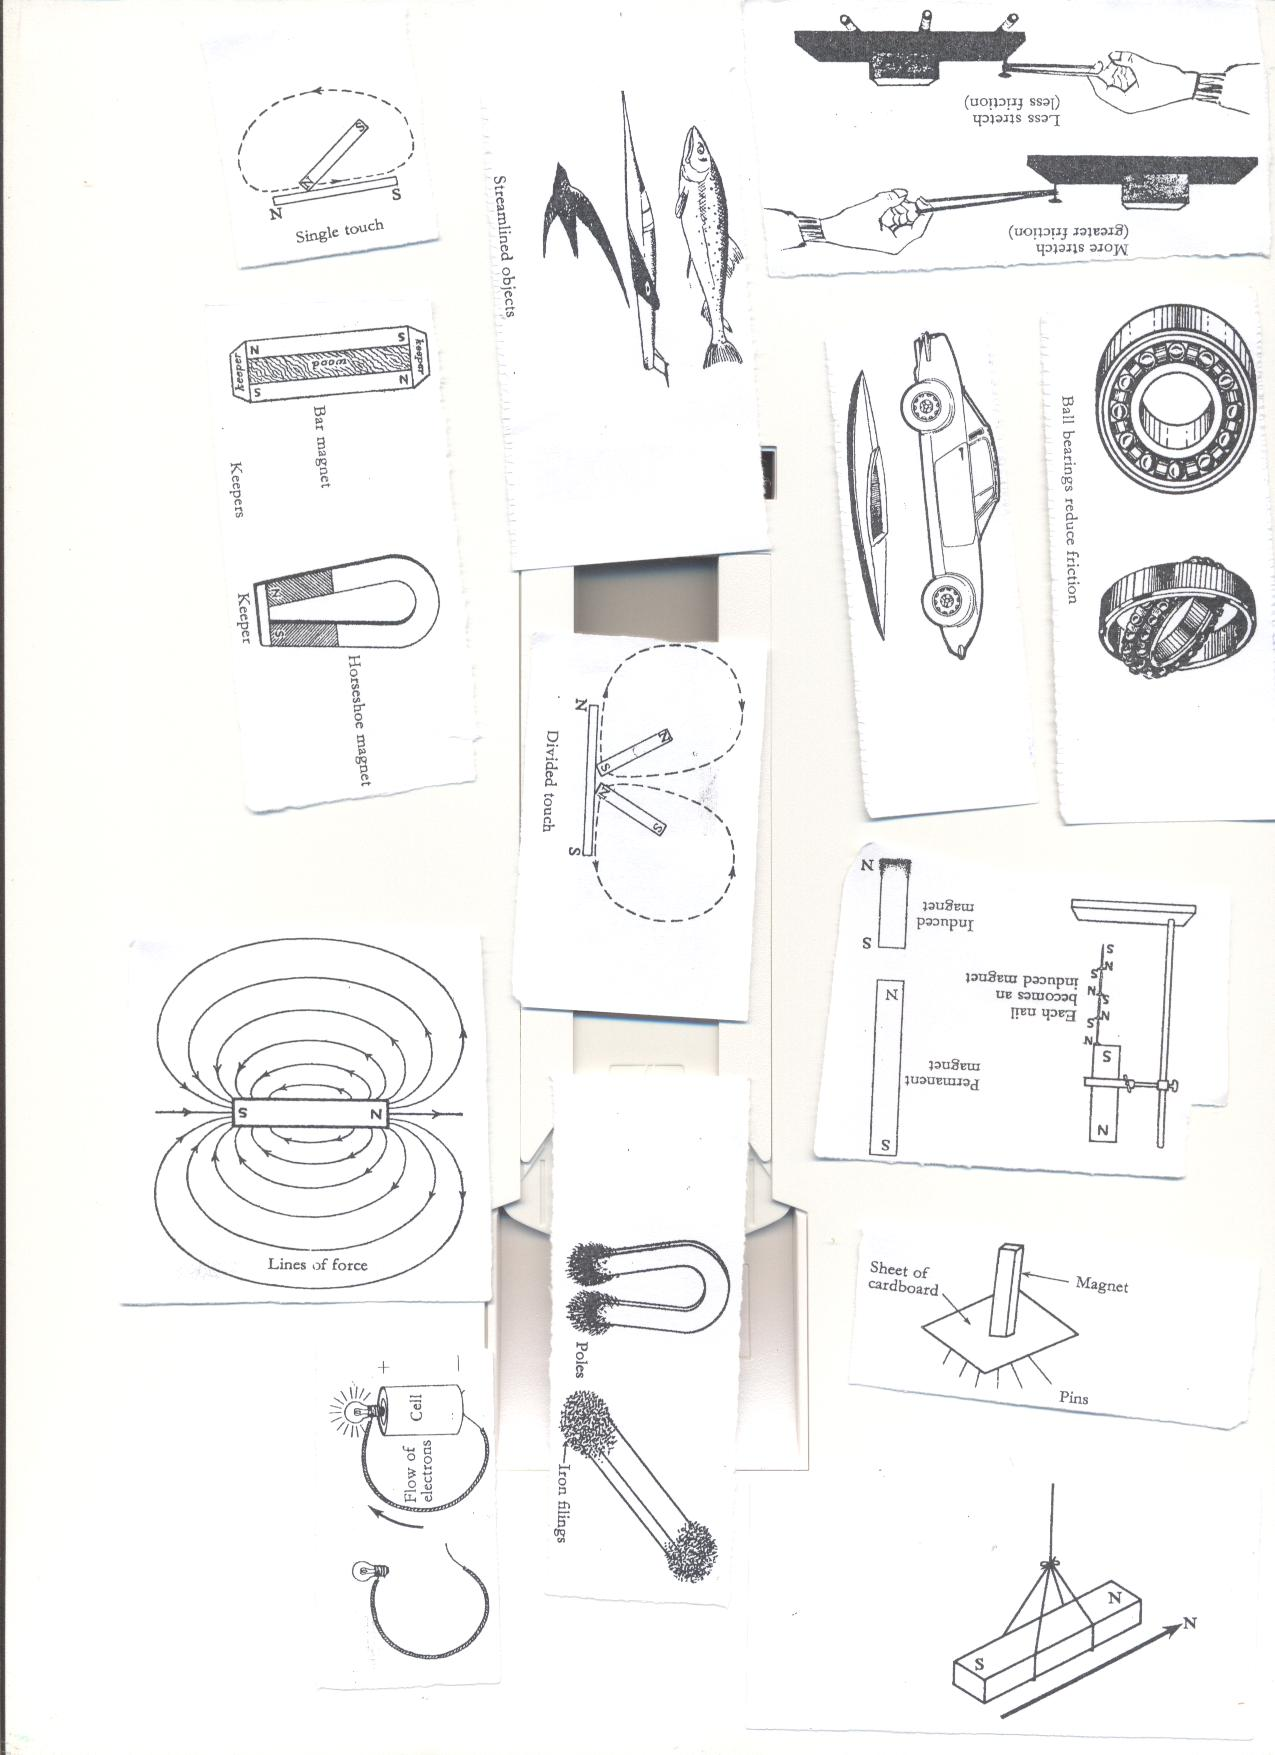 S
N
N
S
Single touch
Streamlined objects
Less stretch
(less friction)
More stretch
(greater friction)
keeper
N
S
wood
S
N
keeper
Bar magnet
Keepers
N
S
Keeper
Horseshoe magnet
Ball bearings reduce friction
N
S
N
S
N
S
Divided touch
N
S
Induced
magnet
N
S
Permanent
magnet
Each nail
becomes an
induced magnet
S
N
S
N
S
N
S
N
S
N
S
N
Lines of force
Sheet of
cardboard
Magnet
Pins
Poles
Iron filings
+
−
Cell
Flow of
electrons
N
S
N